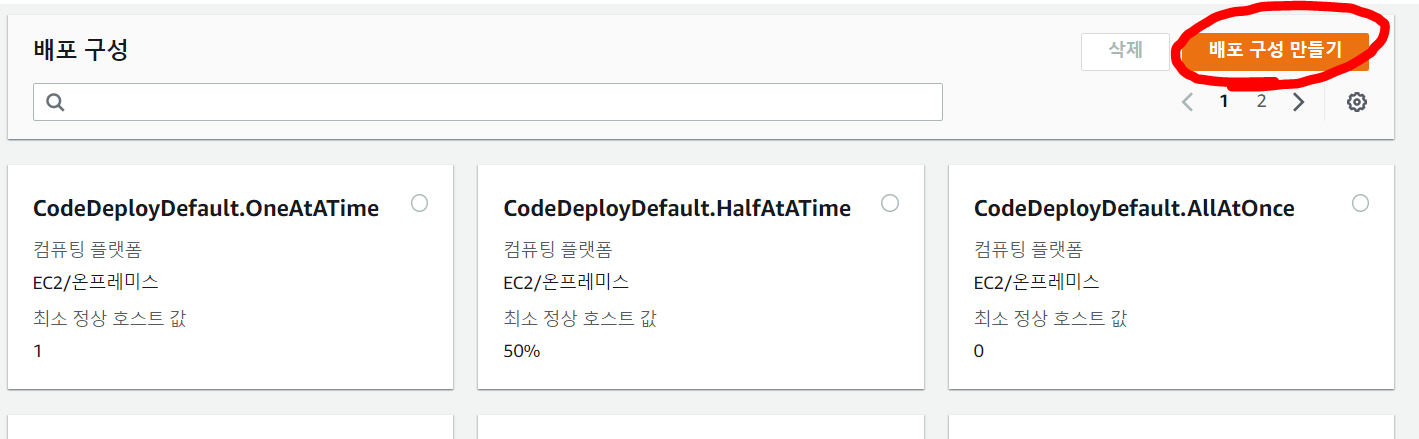 배포 구성
삭제
배포 구성 만들기
1 2
CodeDeployDefault.OneAtATime
컴퓨팅 플랫폼
EC2/온프레미스
최소 정상 호스트 값
1
CodeDeployDefault.HalfAtATime
컴퓨팅 플랫폼
EC2/온프레미스
최소 정상 호스트 값
50%
CodeDeployDefault.AllAtOnce
컴퓨팅 플랫폼
EC2/온프레미스
최소 정상 호스트 값
0